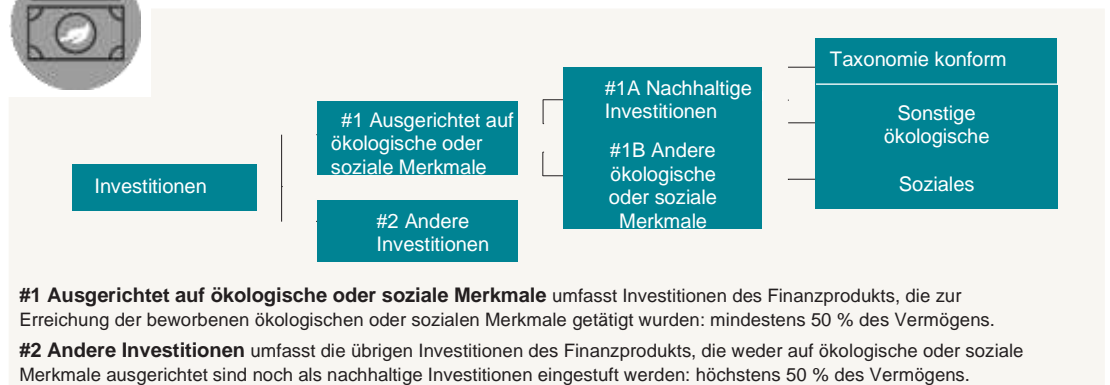 Investitionen
#1 Ausgerichtet auf
ökologische oder
soziale Merkmale
#2 Andere
Investitionen
#1A Nachhaltige
Investitionen
#1B Andere
ökologische
oder soziale
Merkmale
Taxonomie konform
Sonstige
ökologische
Soziales
#1 Ausgerichtet auf ökologische oder soziale Merkmale umfasst Investitionen des Finanzprodukts, die zur
Erreichung der beworbenen ökologischen oder sozialen Merkmale getätigt wurden: mindestens 50 % des Vermögens.
#2 Andere Investitionen umfasst die übrigen Investitionen des Finanzprodukts, die weder auf ökologische oder soziale
Merkmale ausgerichtet sind noch als nachhaltige Investitionen eingestuft werden: höchstens 50 % des Vermögens.